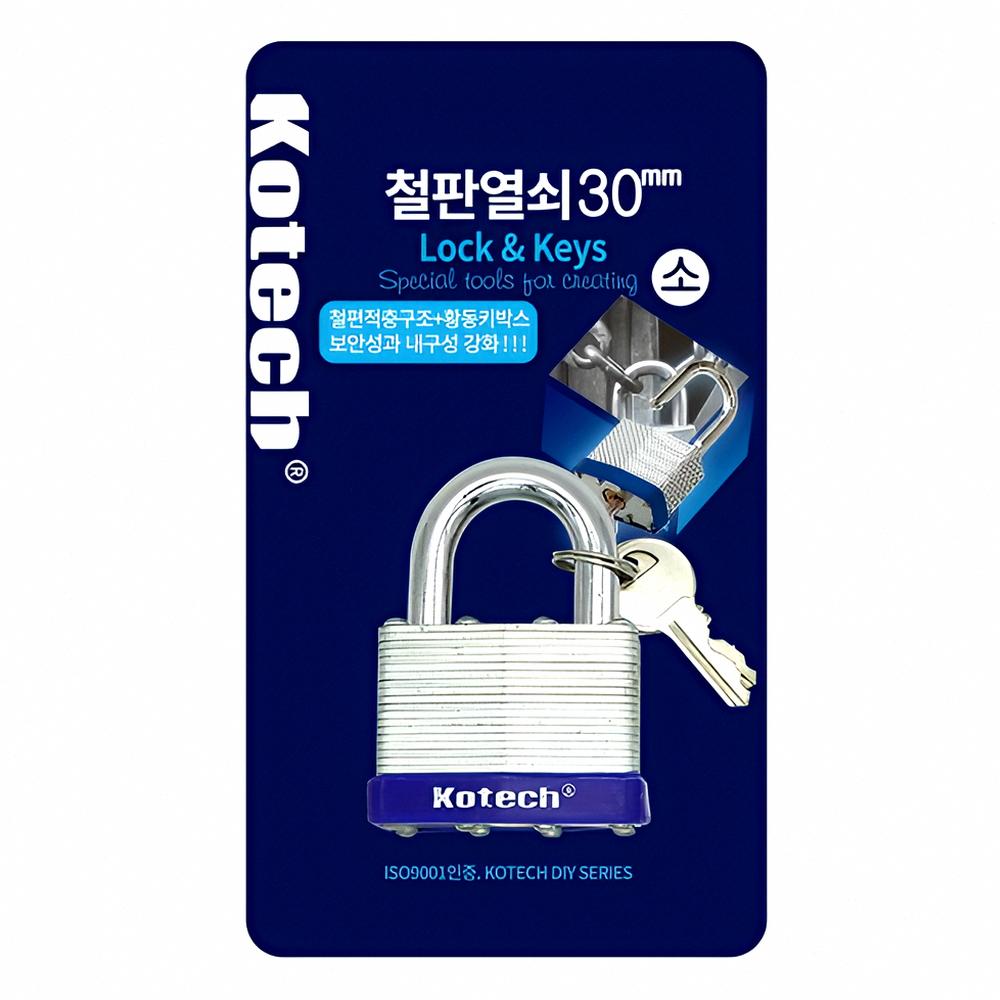 Kotech®
철판열쇠30mm
Lock & Keys
Special tools for creating
소
철편적충구조+황동키박스
보안성과 내구성 강화!!!
Kotech®
ISO9001인증. KOTECH DIY SERIES